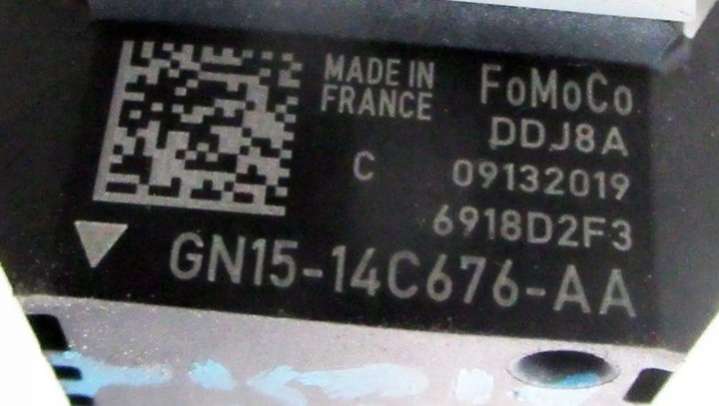 MADE IN
FRANCE
FoMoCo
DDJ8A
C 09132019
6918D2F3
GN15-14C676-AA